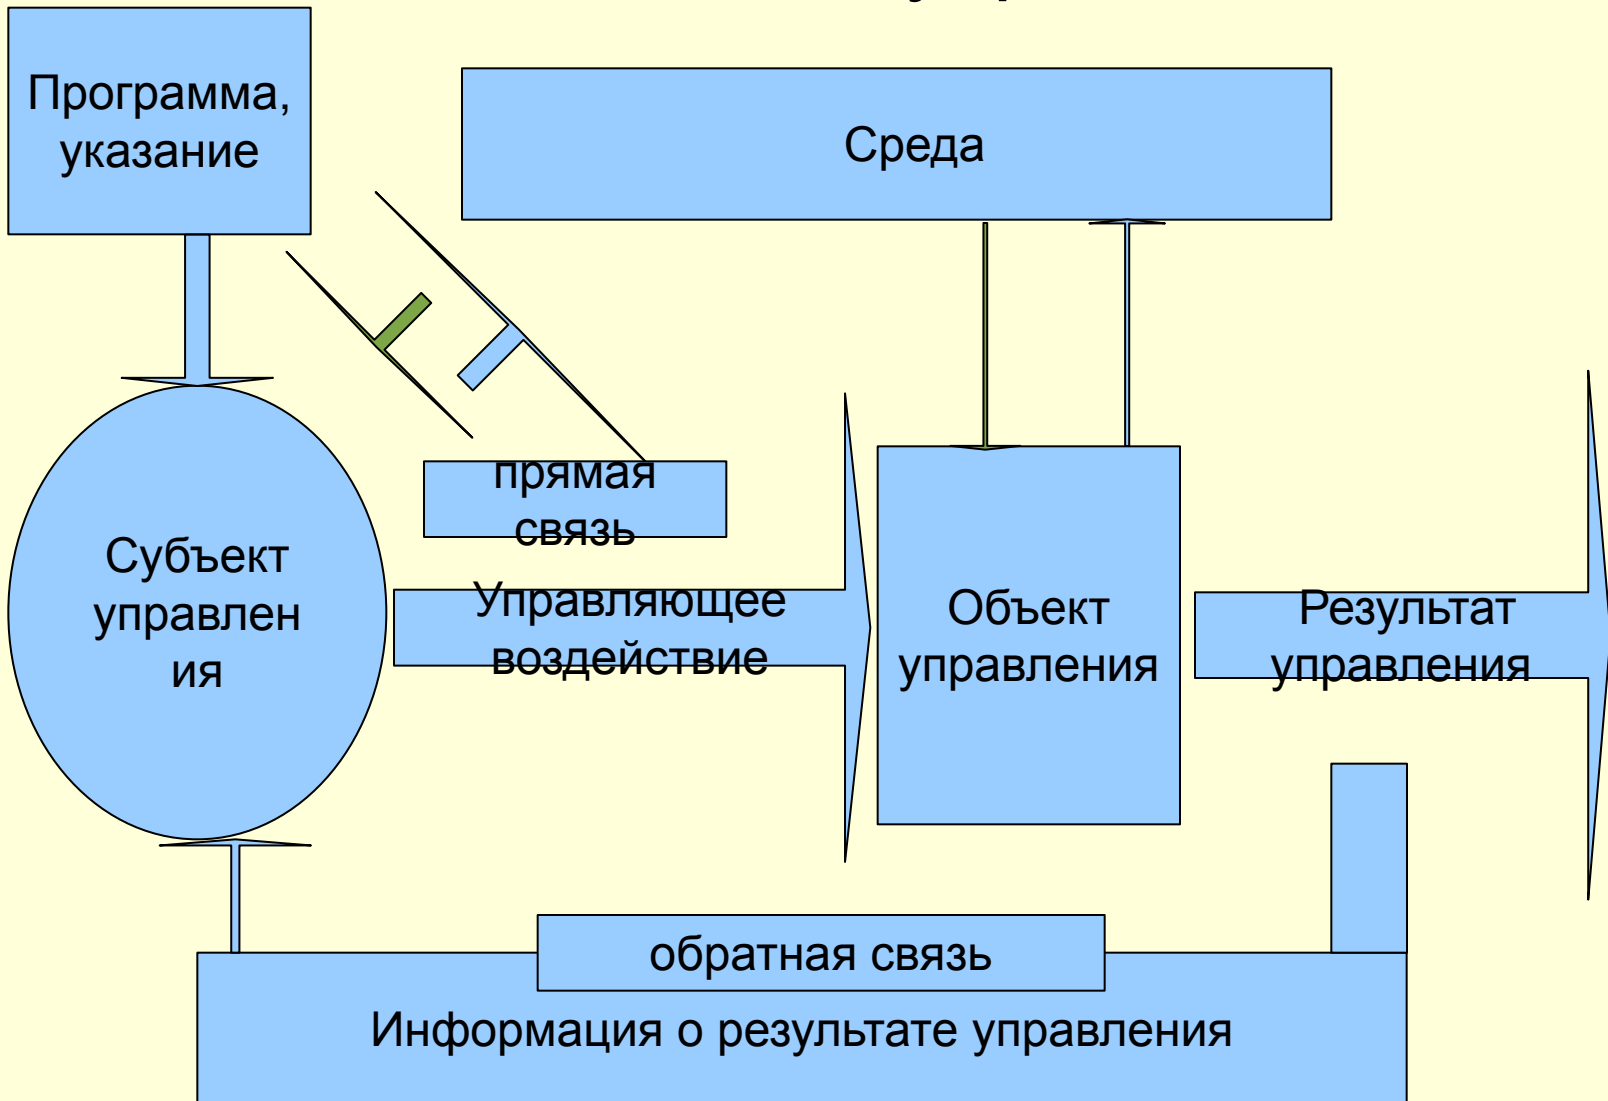 Программа,
указание
Среда
прямая
связь
Субъект
управлен
ия
Управляющее
воздействие
Объект
управления
Результат
управления
обратная связь
Информация о результате управления